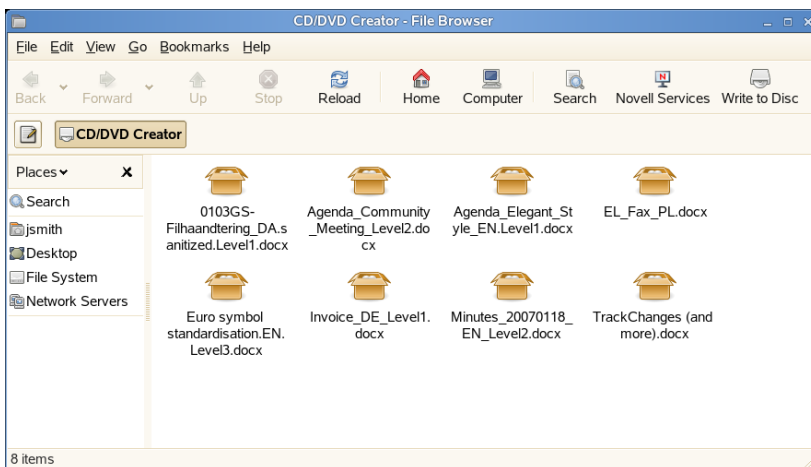 CD/DVD Creator - File Browser
File Edit View Go Bookmarks Help
Back Forward Up Stop Reload Home Computer Search Novell Services Write to Disc
CD/DVD Creator
Places
Search
jsmith
Desktop
File System
Network Servers
0103GS-
Filhaandtering_DA.s
anitized.Level1.docx
Agenda_Community
_Meeting_Level2.do
cx
Agenda_Elegant_St
yle_EN.Level1.docx
EL_Fax_PL.docx
Euro symbol
standardisation.EN.
Level3.docx
Invoice_DE_Level1.
docx
Minutes_20070118_
EN_Level2.docx
TrackChanges (and
more).docx
8 items